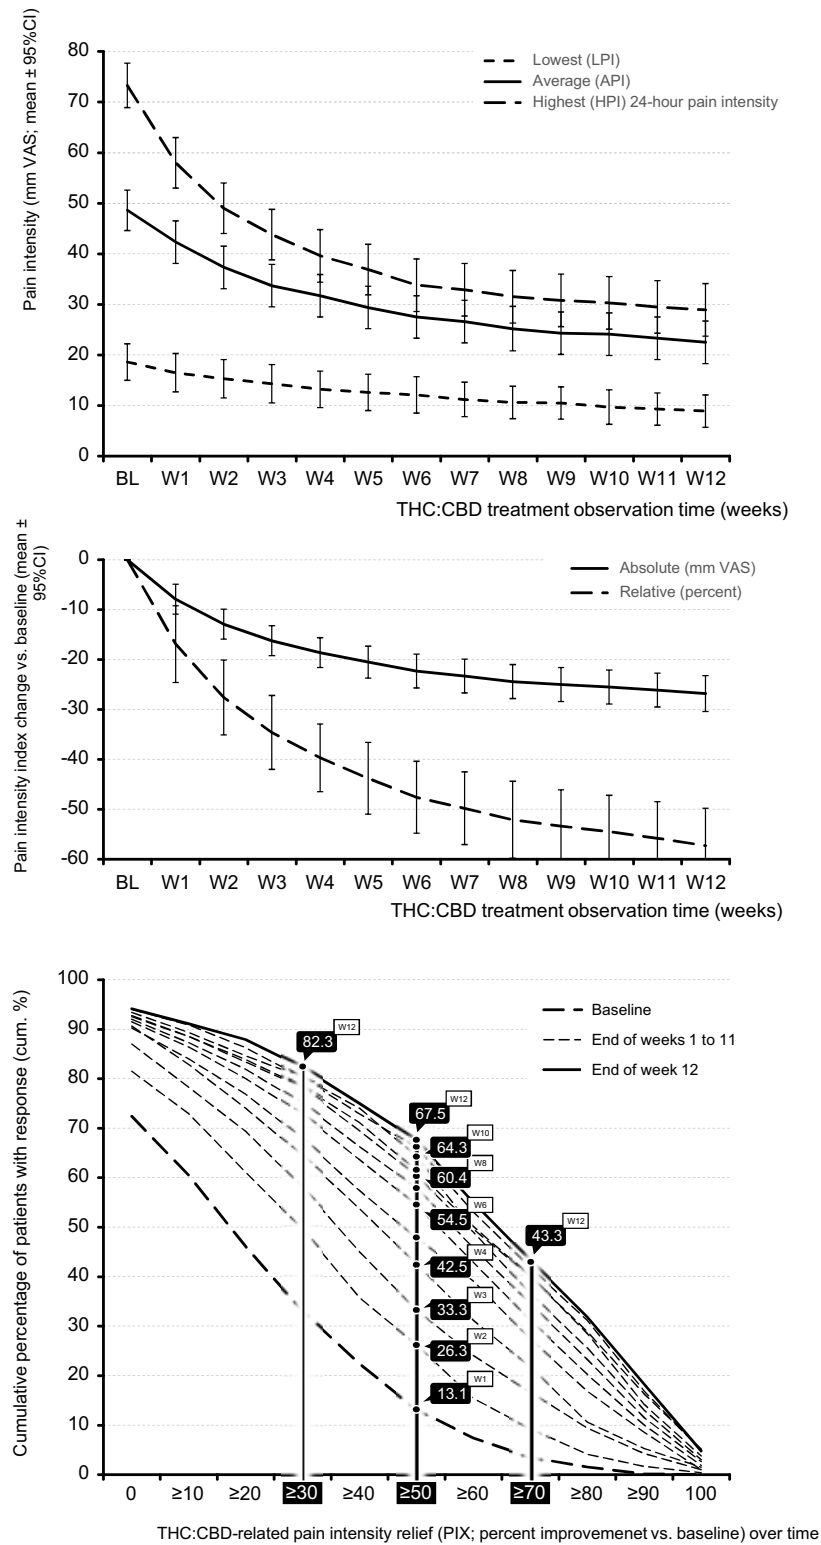 Pain intensity (mm VAS; mean ± 95%CI)
80
70
60
50
40
30
20
10
0
Lowest (LPI)
Average (API)
Highest (HPI) 24-hour pain intensity
BL W1 W2 W3 W4 W5 W6 W7 W8 W9 W10 W11 W12
THC:CBD treatment observation time (weeks)
Pain intensity index change vs. baseline (mean ±
95%CI)
0
-10
-20
-30
-40
-50
-60
Absolute (mm VAS)
Relative (percent)
BL W1 W2 W3 W4 W5 W6 W7 W8 W9 W10 W11 W12
THC:CBD treatment observation time (weeks)
Cumulative percentage of patients with response (cum. %)
100
90
80
70
60
50
40
30
20
10
0
Baseline
End of weeks 1 to 11
End of week 12
W12
82.3
W12
67.5
W10
64.3
W8
60.4
W6
54.5
W4
42.5
W3
33.3
W2
26.3
W1
13.1
W12
43.3
0 ≥10 ≥20 ≥30 ≥40 ≥50 ≥60 ≥70 ≥80 ≥90 100
THC:CBD-related pain intensity relief (PIX; percent improvemenet vs. baseline) over time